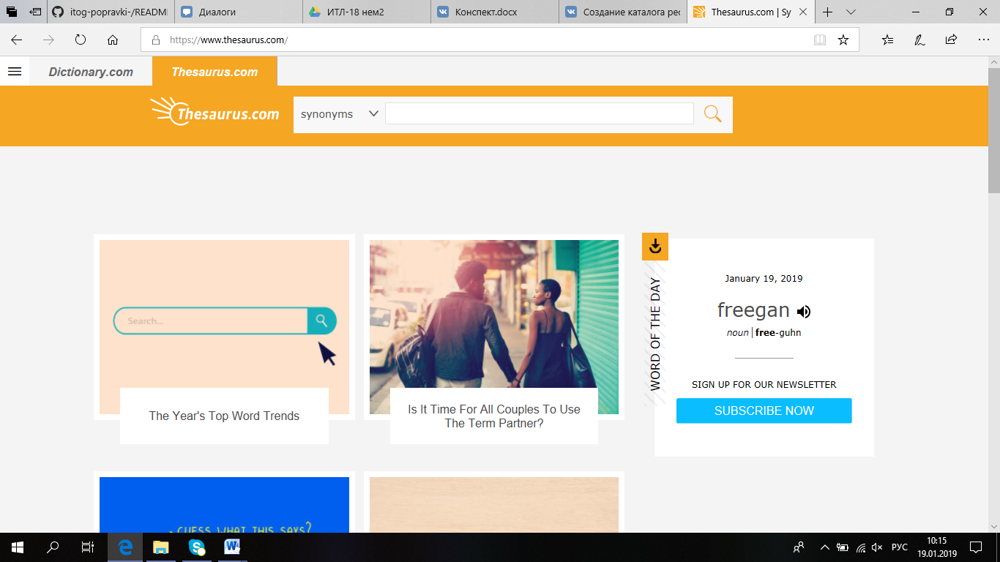 itog-popravki-/READMI
Диалоги
ИТЛ-18 нем2
Конспект.docx
Создание каталога рес
Thesaurus.com | Sy
https://www.thesaurus.com/
Dictionary.com
Thesaurus.com
Thesaurus.com
synonyms
Search...
The Year's Top Word Trends
Is It Time For All Couples To Use
The Term Partner?
WORD OF THE DAY
January 19, 2019
freegan
noun | free-guhn
SIGN UP FOR OUR NEWSLETTER
SUBSCRIBE NOW
GUESS WHAT THIS SAYS?
РУС
10:15
19.01.2019